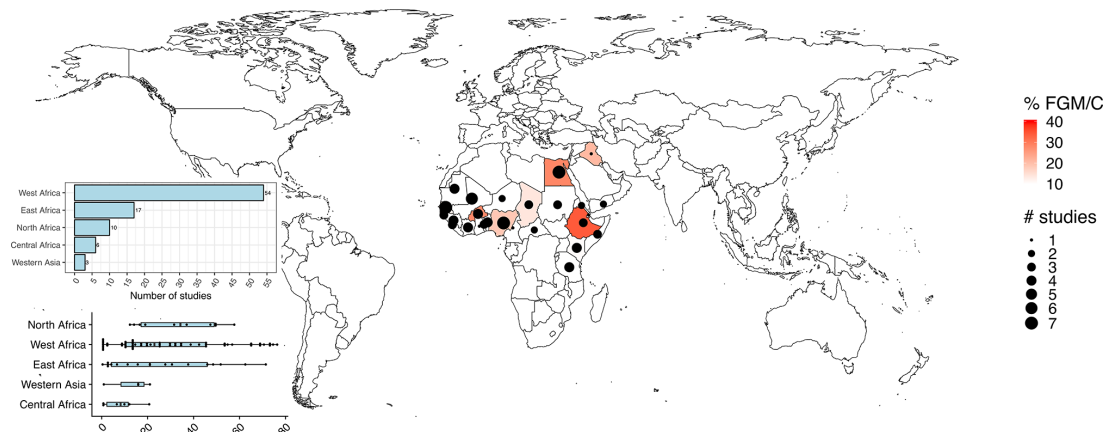 % FGM/C
40
30
20
10
# studies
1
2
3
4
5
6
7
West Africa
East Africa
North Africa
Central Africa
Western Asia
54
17
10
6
3
0 5 10 15 20 25 30 35 40 45 50 55
Number of studies
North Africa
West Africa
East Africa
Western Asia
Central Africa
0 20 40 60 80